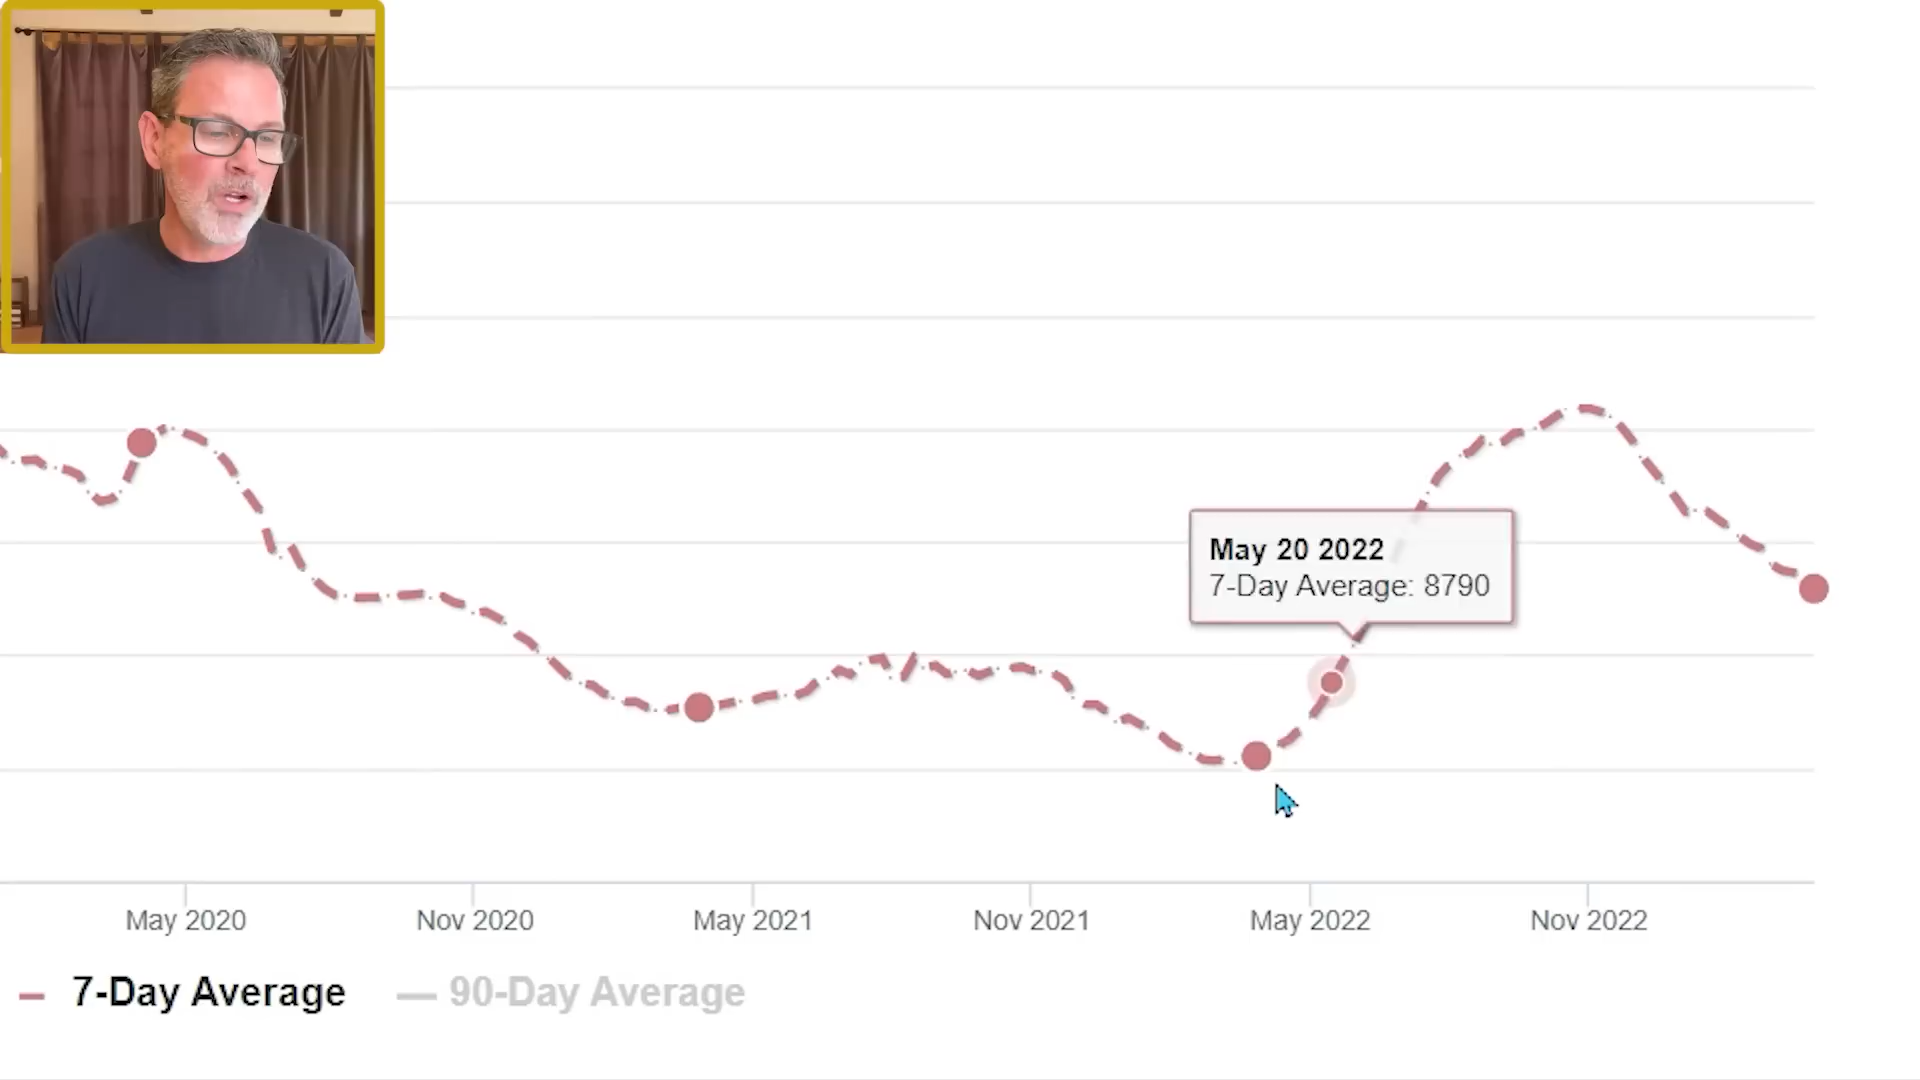 May 20 2022
7-Day Average: 8790
May 2020
Nov 2020
May 2021
Nov 2021
May 2022
Nov 2022
7-Day Average
90-Day Average